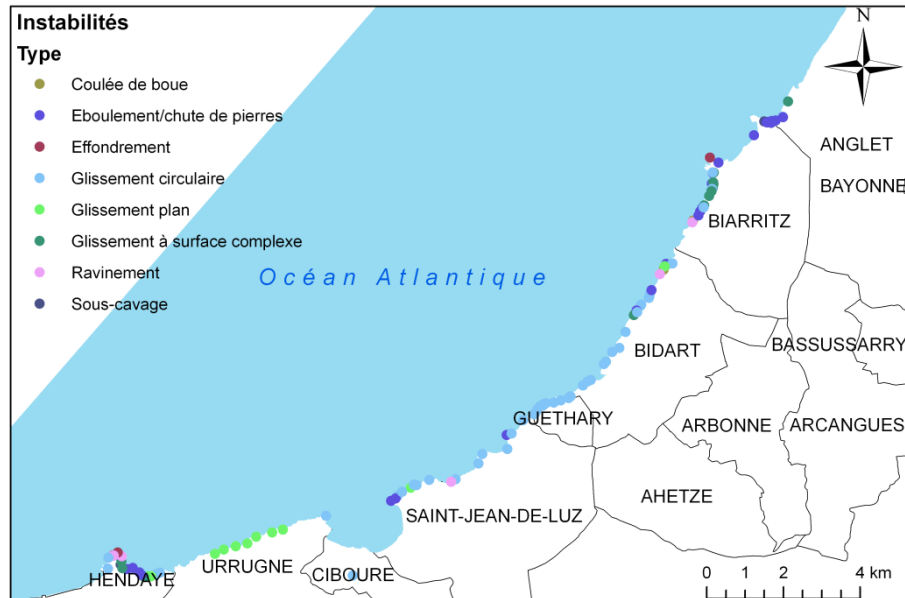 Instabilités
Type
Coulée de boue
Eboulement/chute de pierres
Effondrement
Glissement circulaire
Glissement plan
Glissement à surface complexe
Ravinement
Sous-cavage
N
ANGLET
BAYONNE
BIARRITZ
Océan Atlantique
BIDART
BASSUSSARRY
GUETHARY
ARBONNE
ARCANGUES
AHETZE
SAINT-JEAN-DE-LUZ
URRUGNE
CIBOURE
HENDAYE
0 1 2 4 km